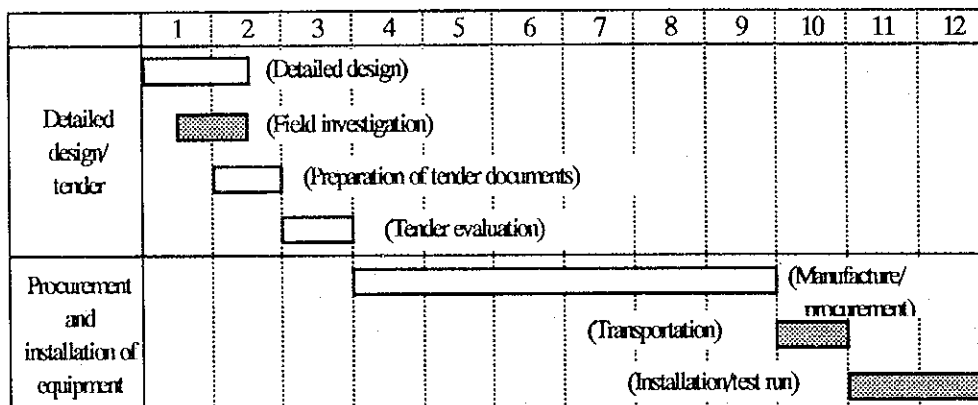 1 2 3 4 5 6 7 8 9 10 11 12
Detailed
design/
tender
(Detailed design)
(Field investigation)
(Preparation of tender documents)
(Tender evaluation)
Procurement
and
installation of
equipment
(Manufacture/
procurement)
(Transportation)
(Installation/test run)